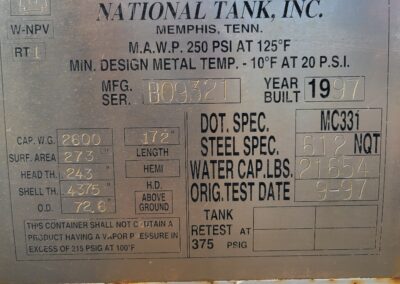 NATIONAL TANK, INC.
W-NPV
MEMPHIS, TENN.
RT 1
M.A.W.P. 250 PSI AT 125°F
MIN. DESIGN METAL TEMP. - 10°F AT 20 P.S.I.
MFG. SER. B09321 YEAR BUILT 1997
DOT. SPEC. MC331
CAP. W.G. 2600 172" LENGTH
STEEL SPEC. 612 NQT
SURF. AREA 273
HEAD TH. 243 HEMI H.D.
WATER CAP. LBS. 21654
SHELL TH. 4375 ABOVE GROUND
ORIG. TEST DATE 9-97
O.D. 72.6
TANK
RETEST AT
375 PSIG
THIS CONTAINER SHALL NOT CONTAIN A
PRODUCT HAVING A VAPOR PRESSURE IN
EXCESS OF 215 PSIG AT 100°F